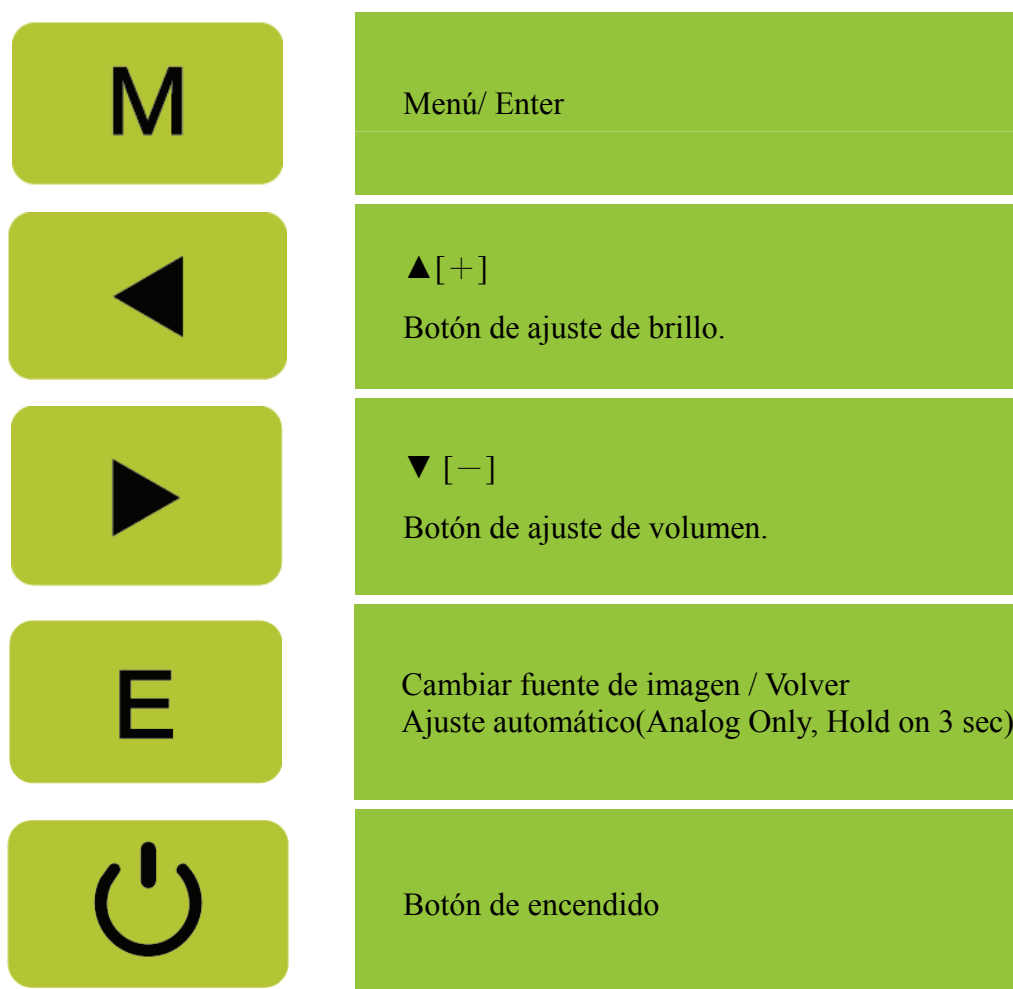 M
Menú/ Enter
◀
▲[+]
Botón de ajuste de brillo.
▶
▼ [−]
Botón de ajuste de volumen.
E
Cambiar fuente de imagen / Volver
Ajuste automático(Analog Only, Hold on 3 sec)
Botón de encendido